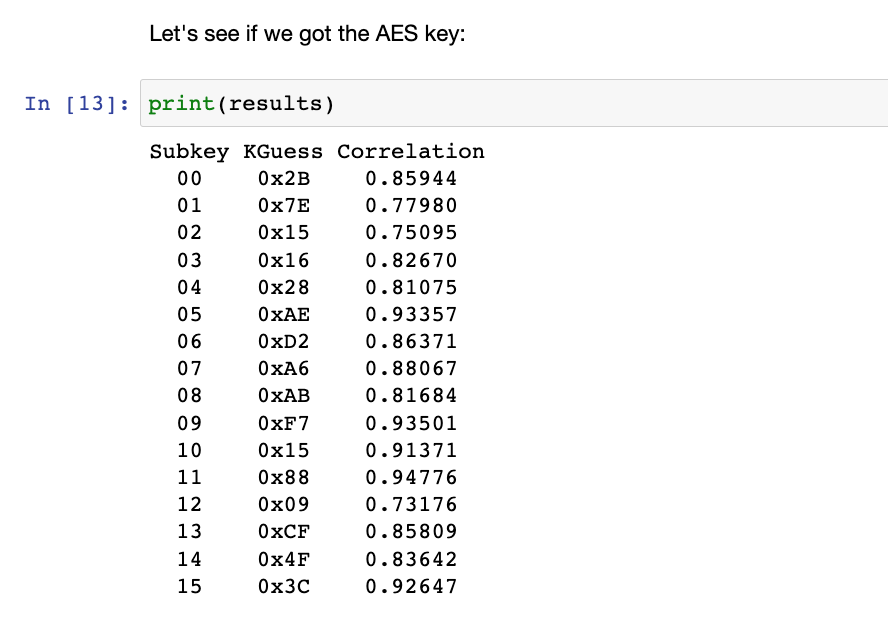 Let's see if we got the AES key:
In [13]: print(results)
Subkey KGuess Correlation
00 0x2B 0.85944
01 0x7E 0.77980
02 0x15 0.75095
03 0x16 0.82670
04 0x28 0.81075
05 0xAE 0.93357
06 0xD2 0.86371
07 0xA6 0.88067
08 0xAB 0.81684
09 0xF7 0.93501
10 0x15 0.91371
11 0x88 0.94776
12 0x09 0.73176
13 0xCF 0.85809
14 0x4F 0.83642
15 0x3C 0.92647